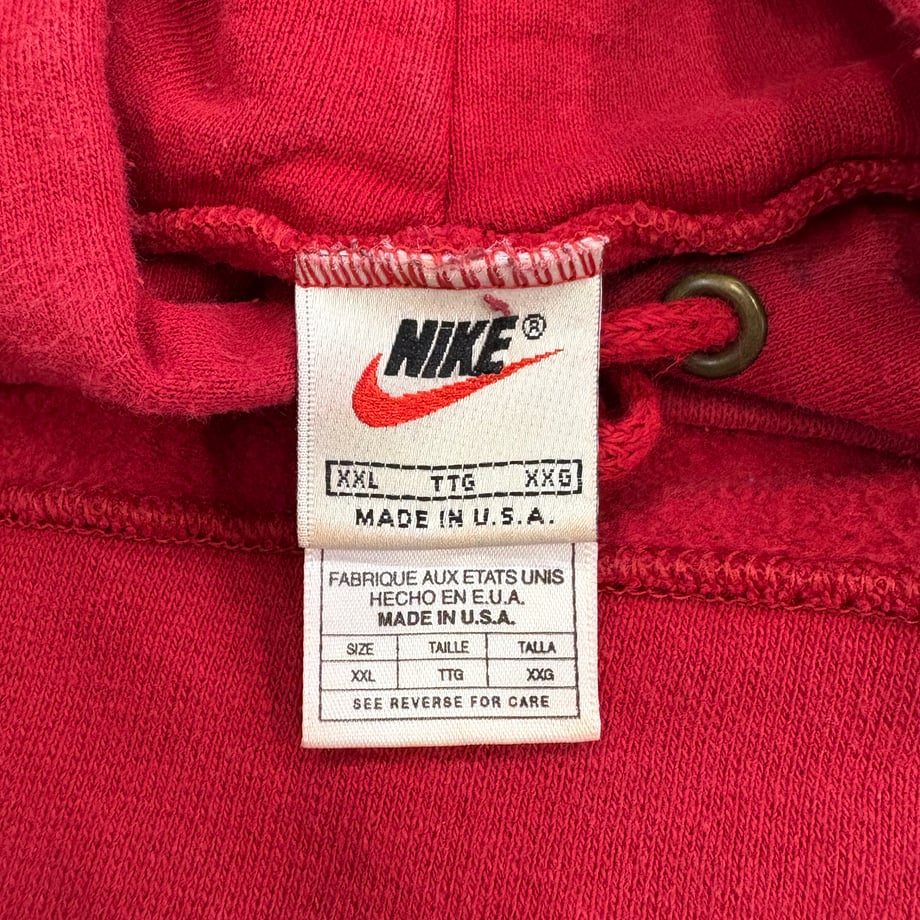 NIKE®
XXL TTG XXG
MADE IN U.S.A.
FABRIQUE AUX ETATS UNIS
HECHO EN E.U.A.
MADE IN U.S.A.
SIZE TAILLE TALLA
XXL TTG XXG
SEE REVERSE FOR CARE